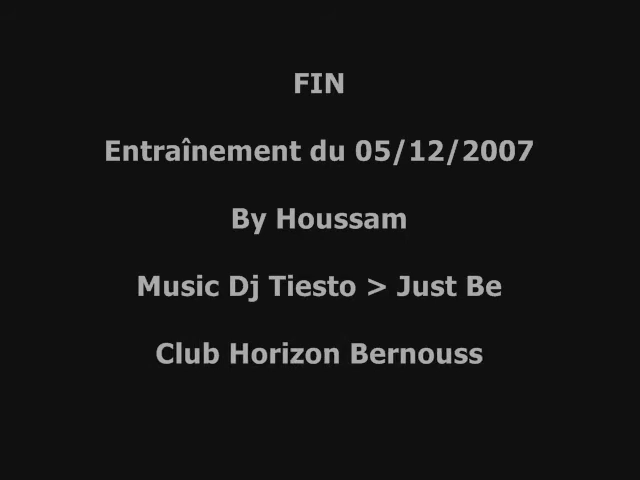 FIN
Entraînement du 05/12/2007
By Houssam
Music Dj Tiesto > Just Be
Club Horizon Bernouss